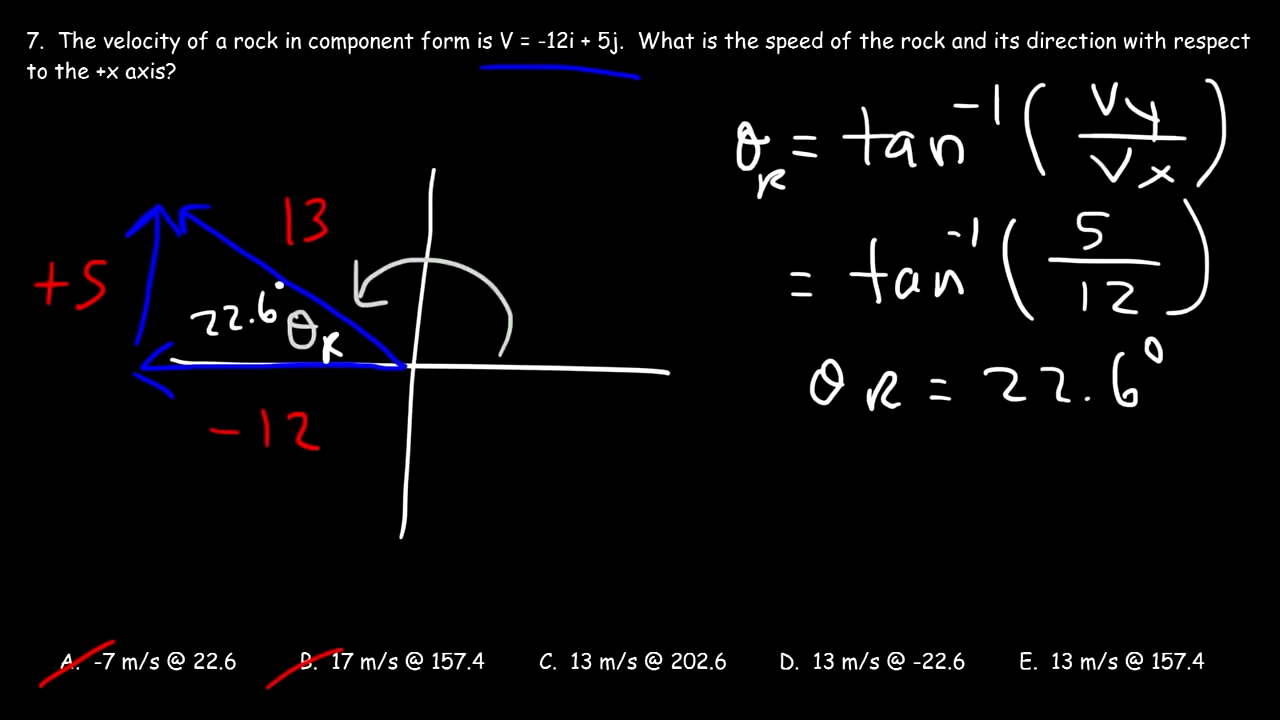 7. The velocity of a rock in component form is V = -12i + 5j. What is the speed of the rock and its direction with respect
to the +x axis?
θR = tan⁻¹ (Vy/Vx)
= tan⁻¹ (5/12)
θR = 22.6°
13
+5
22.6° θR
-12
A. -7 m/s @ 22.6 B. 17 m/s @ 157.4 C. 13 m/s @ 202.6 D. 13 m/s @ -22.6 E. 13 m/s @ 157.4